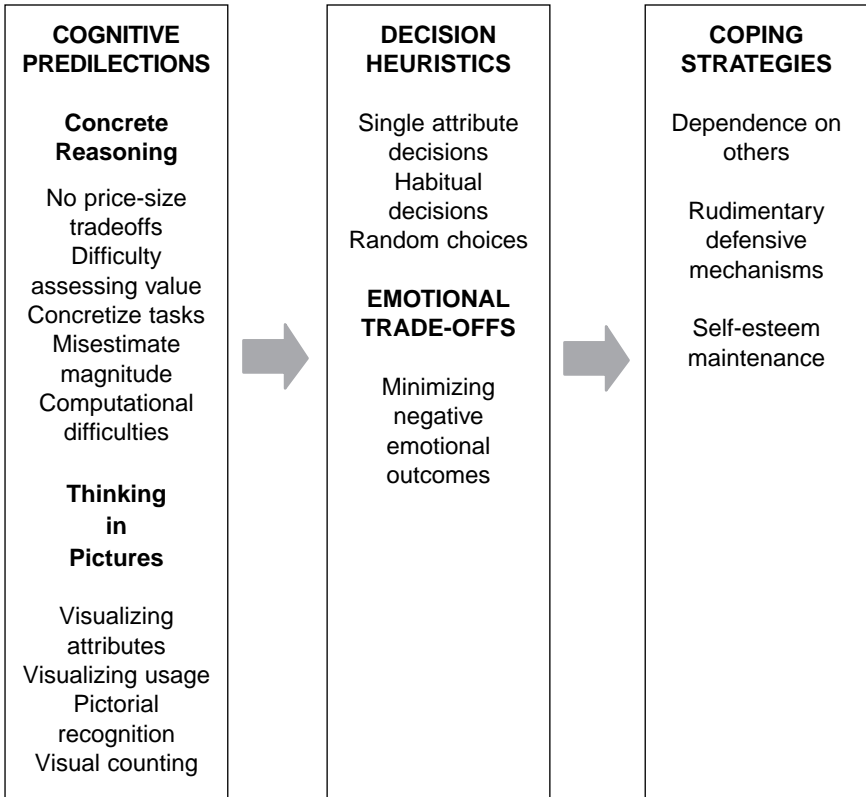 COGNITIVE
PREDILECTIONS
Concrete
Reasoning
No price-size
tradeoffs
Difficulty
assessing value
Concretize tasks
Misestimate
magnitude
Computational
difficulties
Thinking
in
Pictures
Visualizing
attributes
Visualizing usage
Pictorial
recognition
Visual counting
DECISION
HEURISTICS
Single attribute
decisions
Habitual
decisions
Random choices
EMOTIONAL
TRADE-OFFS
Minimizing
negative
emotional
outcomes
COPING
STRATEGIES
Dependence on
others
Rudimentary
defensive
mechanisms
Self-esteem
maintenance